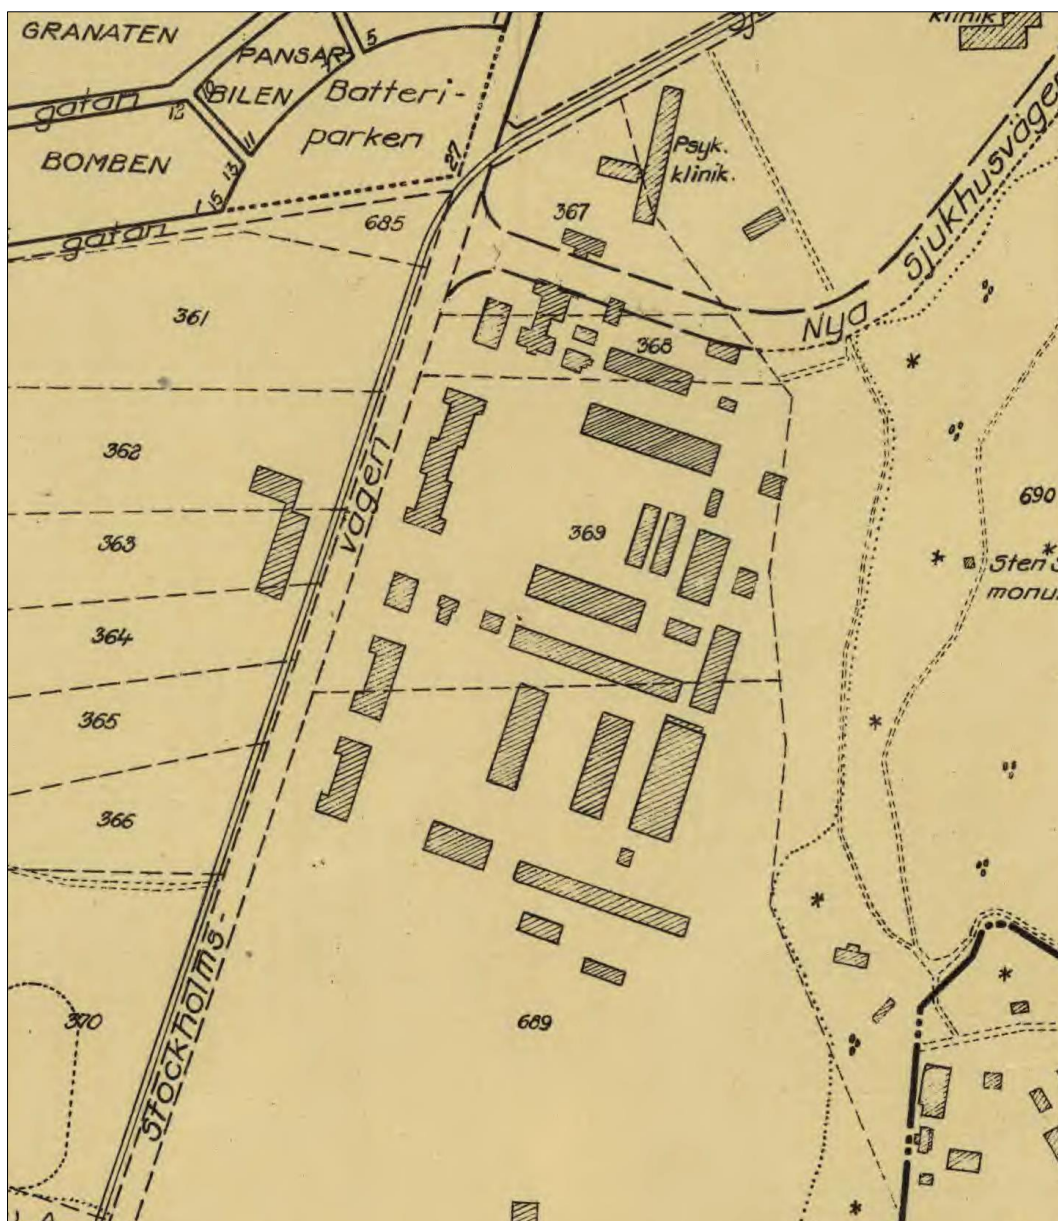 GRANATEN
klinik
5
PANSAR
gatan
12
BILEN
Batteri-
parken
11
27
Psyk.
klinik.
BOMBEN
13
15
gatan
685
367
Sjukhusvägen
Nya
361
368
362
690
363
369
Sten S
monu
364
365
366
370
689
Stockholms-
vägen